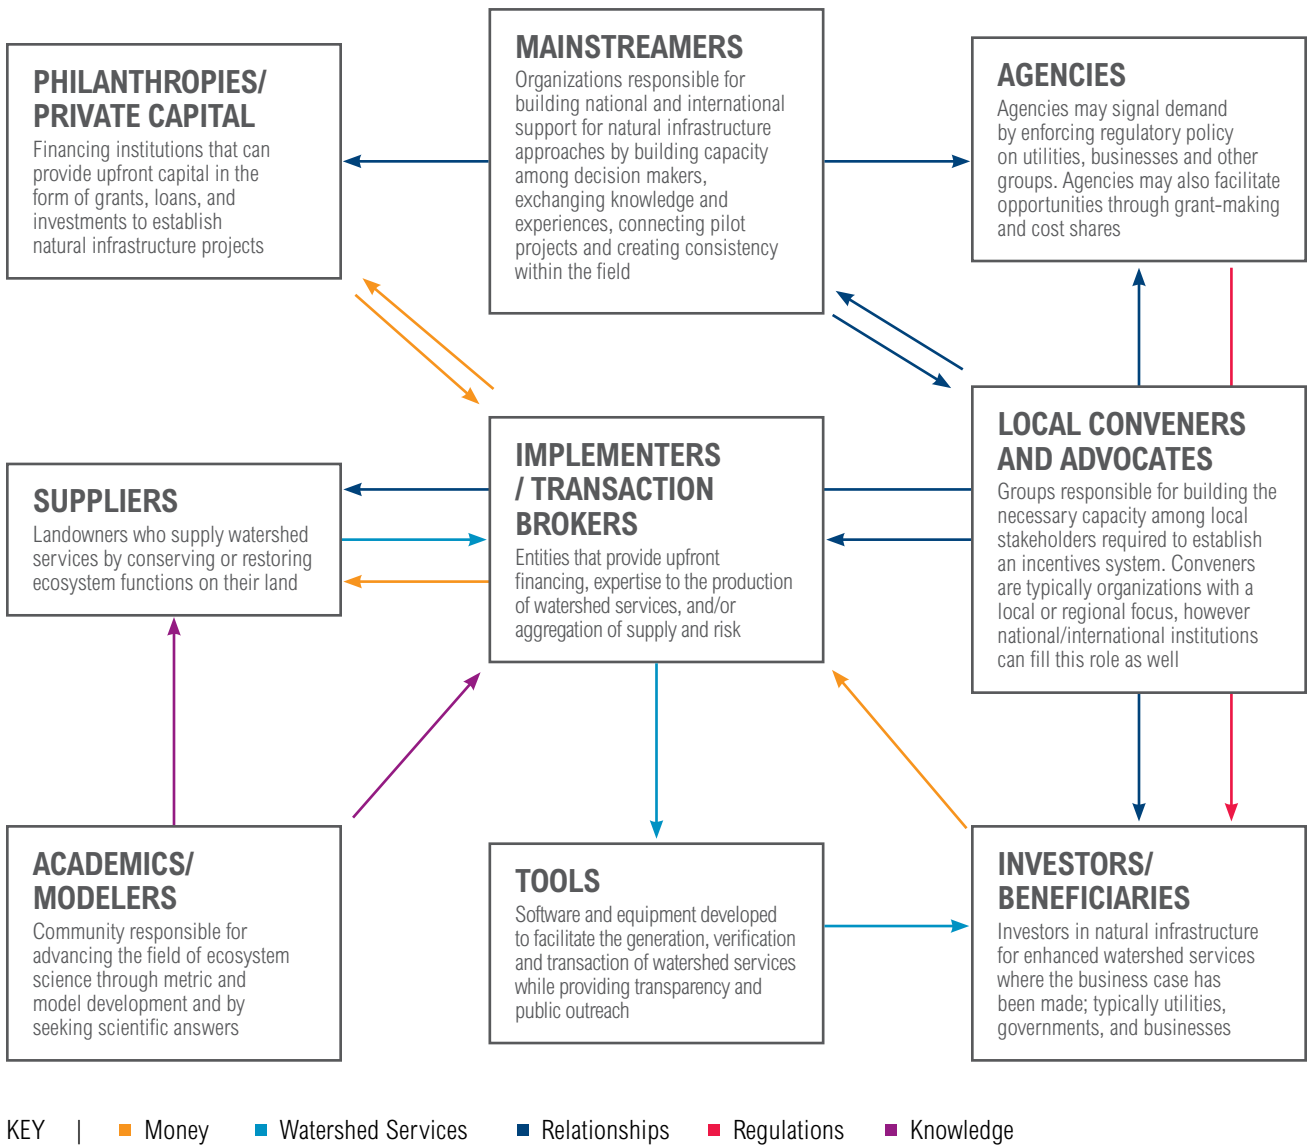 PHILANTHROPIES/
PRIVATE CAPITAL
Financing institutions that can
provide upfront capital in the
form of grants, loans, and
investments to establish
natural infrastructure projects
MAINSTREAMERS
Organizations responsible for
building national and international
support for natural infrastructure
approaches by building capacity
among decision makers,
exchanging knowledge and
experiences, connecting pilot
projects and creating consistency
within the field
AGENCIES
Agencies may signal demand
by enforcing regulatory policy
on utilities, businesses and other
groups. Agencies may also facilitate
opportunities through grant-making
and cost shares
SUPPLIERS
Landowners who supply watershed
services by conserving or restoring
ecosystem functions on their land
IMPLEMENTERS
/ TRANSACTION
BROKERS
Entities that provide upfront
financing, expertise to the production
of watershed services, and/or
aggregation of supply and risk
LOCAL CONVENERS
AND ADVOCATES
Groups responsible for building the
necessary capacity among local
stakeholders required to establish
an incentives system. Conveners
are typically organizations with a
local or regional focus, however
national/international institutions
can fill this role as well
ACADEMICS/
MODELERS
Community responsible for
advancing the field of ecosystem
science through metric and
model development and by
seeking scientific answers
TOOLS
Software and equipment developed
to facilitate the generation, verification
and transaction of watershed services
while providing transparency and
public outreach
INVESTORS/
BENEFICIARIES
Investors in natural infrastructure
for enhanced watershed services
where the business case has
been made; typically utilities,
governments, and businesses
KEY | Money Watershed Services Relationships Regulations Knowledge